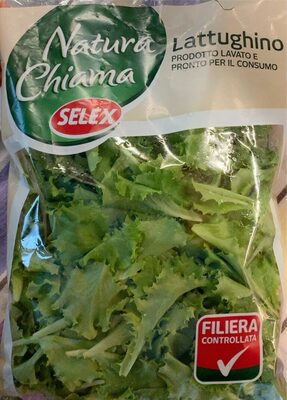 Natura
Chiama
SELEX
Lattughino
PRODOTTO LAVATO E
PRONTO PER IL CONSUMO
FILIERA
CONTROLLATA